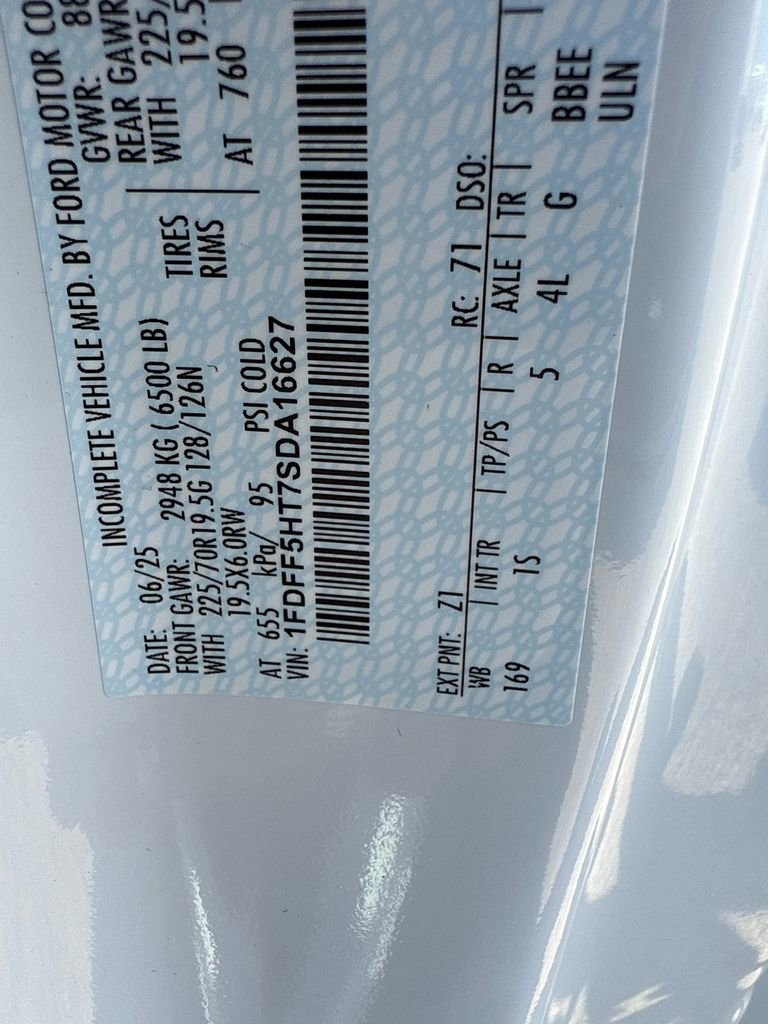 INCOMPLETE VEHICLE MFD. BY FORD MOTOR CO
DATE: 06/25 GVWR: 88
FRONT GAWR: 2948 KG ( 6500 LB) REAR GAWR
WITH 225/70R19.5G 128/126N TIRES WITH 225/
19.5X6.0RW RIMS 19.5
AT 655 kPa/ 95 PSI COLD AT 760
VIN: 1FDFF5HT7SDA16627
EXT PNT: Z1 RC: 71 DSO:
WB | INT TR | TP/PS | R | AXLE | TR | SPR |
169 1S 5 4L G BBEE
ULN